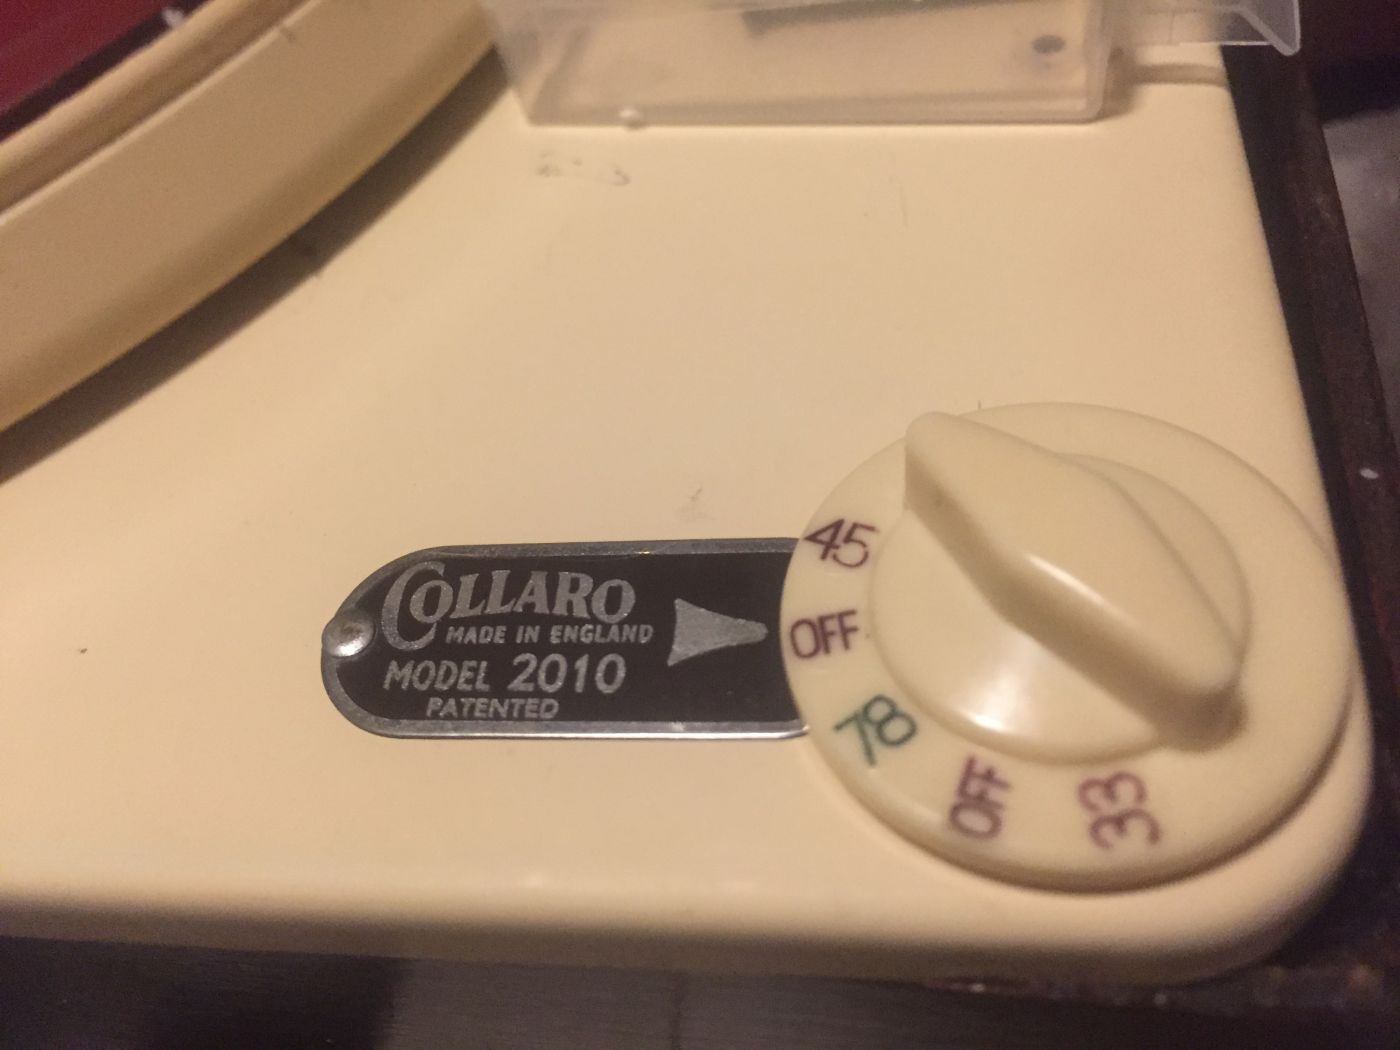 COLLARO
MADE IN ENGLAND
MODEL 2010
PATENTED
45
OFF
78
OFF
33